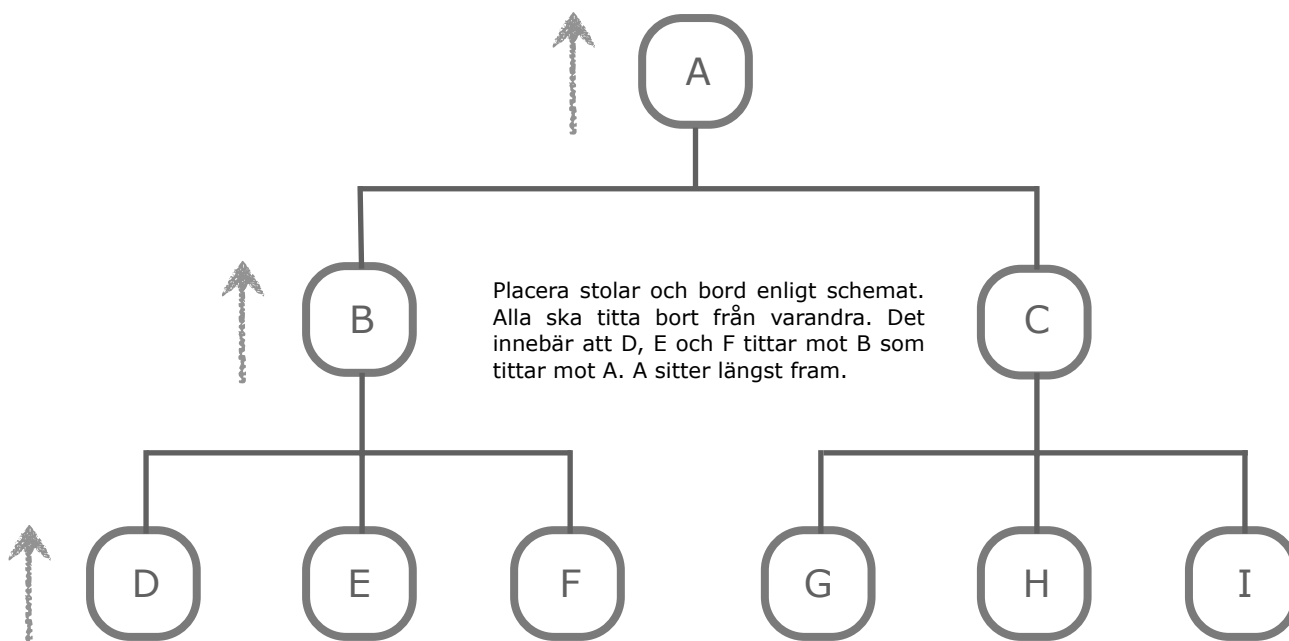 A
B
Placera stolar och bord enligt schemat.
Alla ska titta bort från varandra. Det
innebär att D, E och F tittar mot B som
tittar mot A. A sitter längst fram.
C
D
E
F
G
H
I